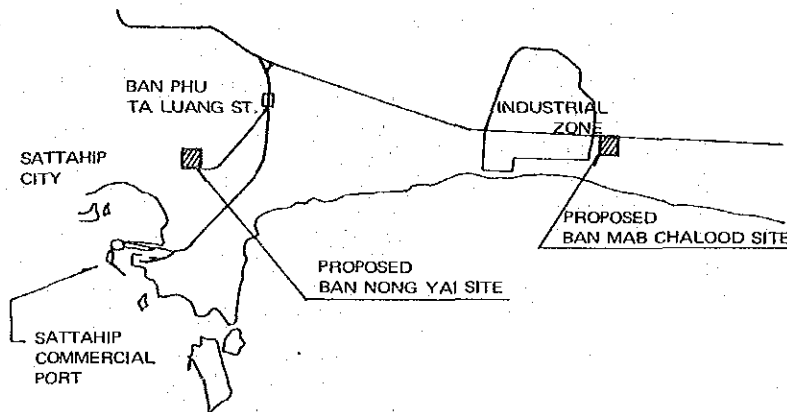 BAN PHU
TA LUANG ST.
INDUSTRIAL
ZONE
SATTAHIP
CITY
PROPOSED
BAN MAB CHALOOD SITE
PROPOSED
BAN NONG YAI SITE
SATTAHIP
COMMERCIAL
PORT